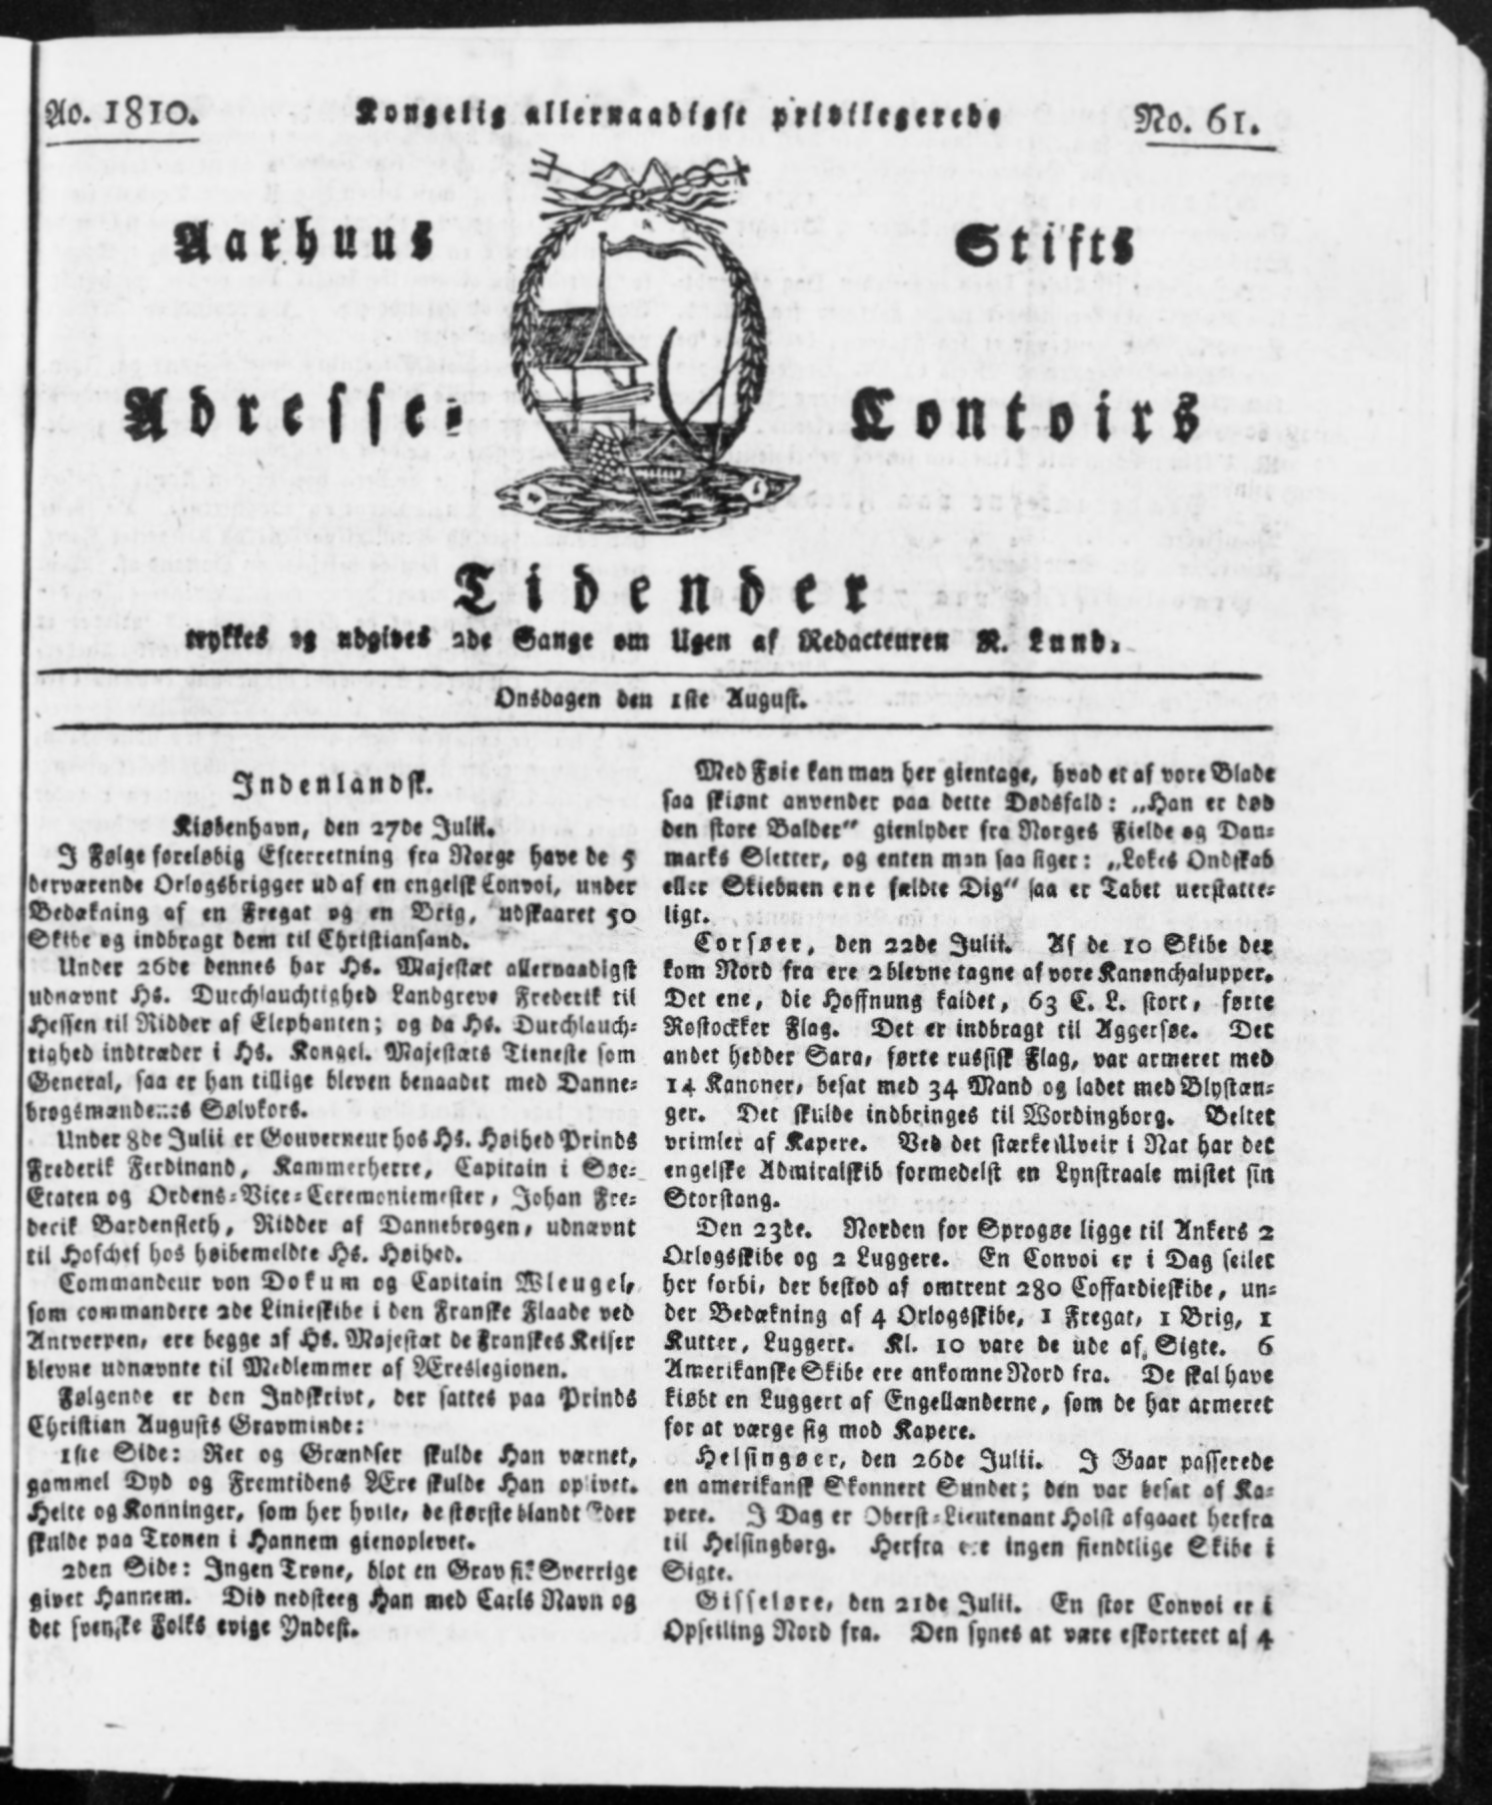 Ao. 1810.
Kongelig allernaadigst privilegerede
No. 61.
Aarhuus Stifts
Adresse- Contoirs
Tidender
trykkes og udgives 2de Gange om Ugen af Redacteuren N. Lund.
Onsdagen den 1ste August.
Indenlandsk.
Kiøbenhavn, den 27de Julii.
I Følge foreløbig Efterretning fra Norge have de 5
derværende Orlogsbrigger ud af en engelsk Convoi, under
Bedækning af en Fregat og en Brig, udskaaret 50
Skibe og indbragt dem til Christiansand.
Under 26de dennes har Hs. Majestæt allernaadigst
udnævnt Hs. Durchlauchtighed Landgreve Frederik til
Hessen til Ridder af Elephanten; og da Hs. Durchlauch-
tighed indtræder i Hs. Kongel. Majestæts Tieneste som
General, saa er han tillige bleven benaadet med Danne-
brogsmændenes Sølvkors.
Under 8de Julii er Gouverneur hos Hs. Høihed Prinds
Frederik Ferdinand, Kammerherre, Capitain i Søe-
Etaten og Ordens-Vice-Ceremoniemester, Johan Fre-
derik Bardenfleth, Ridder af Dannebrogen, udnævnt
til Hofchef hos høibemeldte Hs. Høihed.
Commandeur von Dokum og Capitain Wleugel,
som commandere 2de Linieskibe i den Franske Flaade ved
Antverpen, ere begge af Hs. Majestæt de Franskes Keiser
blevne udnævnte til Medlemmer af Æreslegionen.
Følgende er den Indskrivt, der sattes paa Prinds
Christian Augusts Gravminde:
1ste Side: Ret og Grændser skulde Han værnet,
gammel Dyd og Fremtidens Ære skulde Han oplivet.
Helte og Konninger, som her hvile, de største blandt Eder
skulde paa Tronen i Hannem gienoplevet.
2den Side: Ingen Trone, blot en Grav fik Sverrige
givet Hannem. Did nedsteeg Han med Carls Navn og
det svenske Folks evige Yndest.
Med Føie kan man her gientage, hvad et af vore Blade
saa skiønt anvender paa dette Dødsfald: „Han er død
den store Balder“ gienlyder fra Norges Fielde og Dan-
marks Sletter, og enten man saa siger: „Lokes Ondskab
eller Skiebnen ene fældte Dig“ saa er Tabet uerstatte-
ligt.
Corsøer, den 22de Julii. Af de 10 Skibe der
kom Nord fra ere 2 blevne tagne af vore Kanonchalupper.
Det ene, die Hoffnung kaldet, 63 C. L. stort, førte
Rostockker Flag. Det er indbragt til Aggersøe. Det
andet hedder Sara, førte russisk Flag, var armeret med
14 Kanoner, besat med 34 Mand og ladet med Blystæn-
ger. Det skulde indbringes til Wordingborg. Beltet
vrimler af Kapere. Ved det stærke Uveir i Nat har det
engelske Admiralskib formedelst en Lynstraale mistet sin
Storstang.
Den 23de. Norden for Sprogøe ligge til Ankers 2
Orlogsskibe og 2 Luggere. En Convoi er i Dag seilet
her forbi, der bestod af omtrent 280 Coffardieskibe, un-
der Bedækning af 4 Orlogsskibe, 1 Fregat, 1 Brig, 1
Kutter, Luggert. Kl. 10 vare de ude af Sigte. 6
Amerikanske Skibe ere ankomne Nord fra. De skal have
kiøbt en Luggert af Engellænderne, som de har armeret
for at værge sig mod Kapere.
Helsingøer, den 26de Julii. I Gaar passerede
en amerikansk Skonnert Sundet; den var besat af Ka-
pere. I Dag er Oberst-Lieutenant Holst afgaaet herfra
til Helsingborg. Herfra ere ingen fiendtlige Skibe i
Sigte.
Gisseløre, den 21de Julii. En stor Convoi er i
Opseiling Nord fra. Den synes at være eskorteret af 4